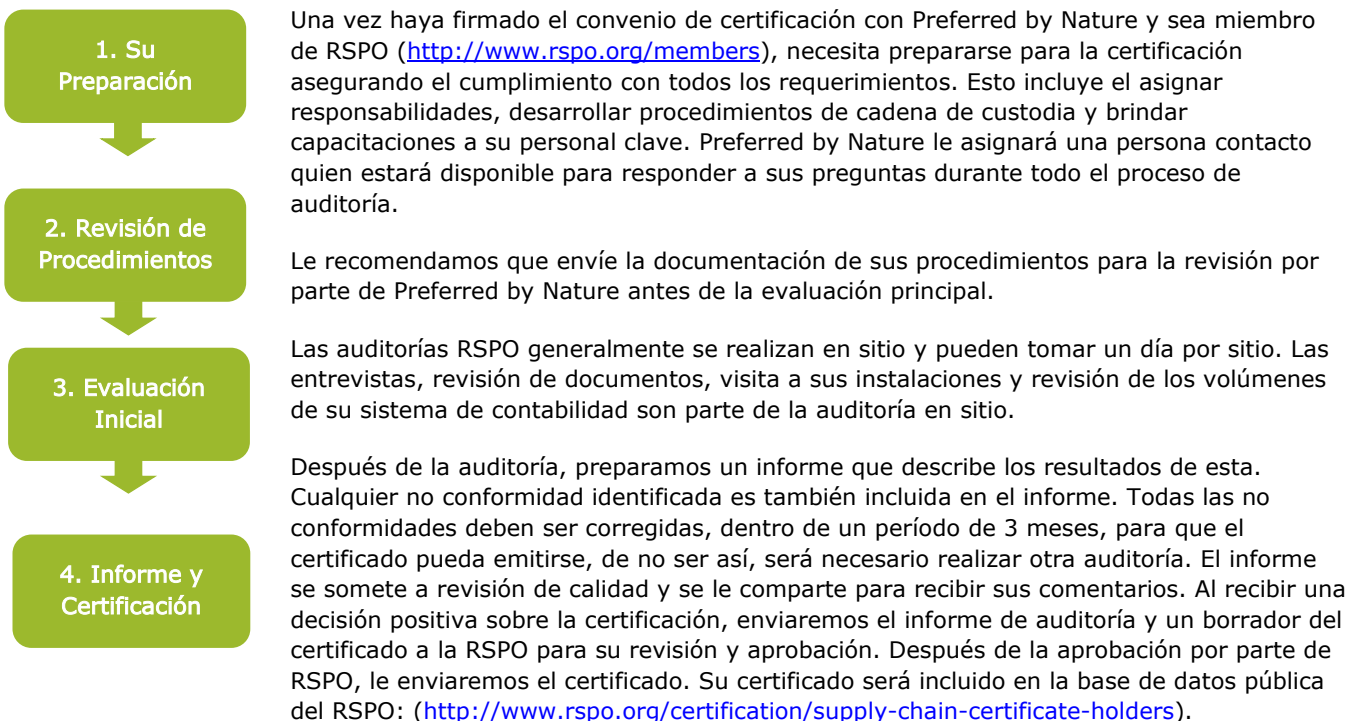 1. Su
Preparación
Una vez haya firmado el convenio de certificación con Preferred by Nature y sea miembro
de RSPO (http://www.rspo.org/members), necesita prepararse para la certificación
asegurando el cumplimiento con todos los requerimientos. Esto incluye el asignar
responsabilidades, desarrollar procedimientos de cadena de custodia y brindar
capacitaciones a su personal clave. Preferred by Nature le asignará una persona contacto
quien estará disponible para responder a sus preguntas durante todo el proceso de
auditoría.
2. Revisión de
Procedimientos
Le recomendamos que envíe la documentación de sus procedimientos para la revisión por
parte de Preferred by Nature antes de la evaluación principal.
3. Evaluación
Inicial
Las auditorías RSPO generalmente se realizan en sitio y pueden tomar un día por sitio. Las
entrevistas, revisión de documentos, visita a sus instalaciones y revisión de los volúmenes
de su sistema de contabilidad son parte de la auditoría en sitio.
4. Informe y
Certificación
Después de la auditoría, preparamos un informe que describe los resultados de esta.
Cualquier no conformidad identificada es también incluida en el informe. Todas las no
conformidades deben ser corregidas, dentro de un período de 3 meses, para que el
certificado pueda emitirse, de no ser así, será necesario realizar otra auditoría. El informe
se somete a revisión de calidad y se le comparte para recibir sus comentarios. Al recibir una
decisión positiva sobre la certificación, enviaremos el informe de auditoría y un borrador del
certificado a la RSPO para su revisión y aprobación. Después de la aprobación por parte de
RSPO, le enviaremos el certificado. Su certificado será incluido en la base de datos pública
del RSPO: (http://www.rspo.org/certification/supply-chain-certificate-holders).